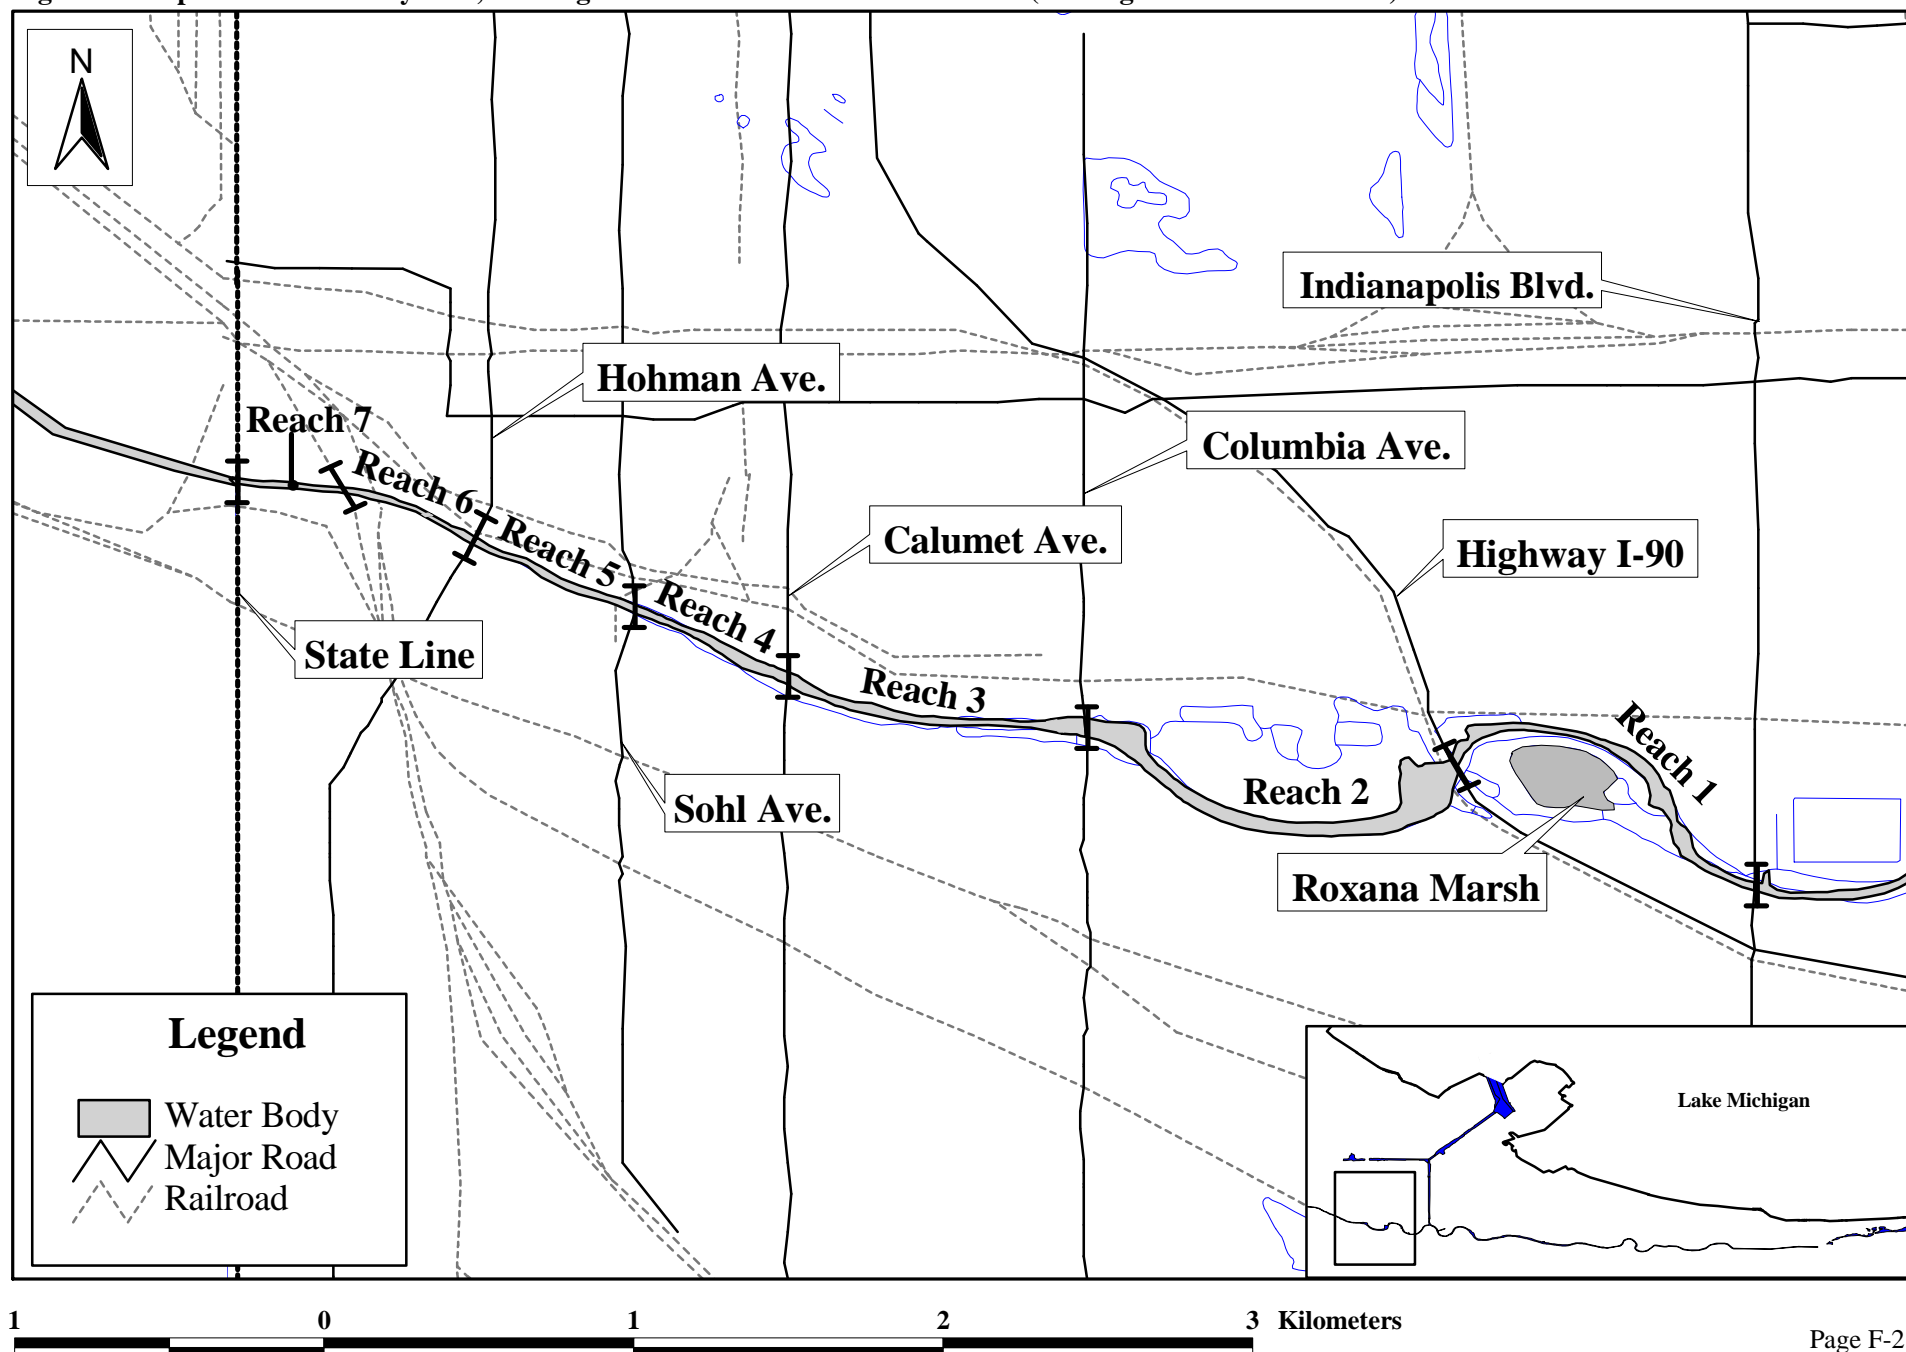 N
Indianapolis Blvd.
Hohman Ave.
Reach 7
Columbia Ave.
Reach 6
Reach 5
Calumet Ave.
Highway I-90
Reach 4
State Line
Reach 3
Reach 1
Sohl Ave.
Reach 2
Roxana Marsh
Legend
Water Body
Major Road
Railroad
Lake Michigan
1 0 1 2 3 Kilometers
Page F-2